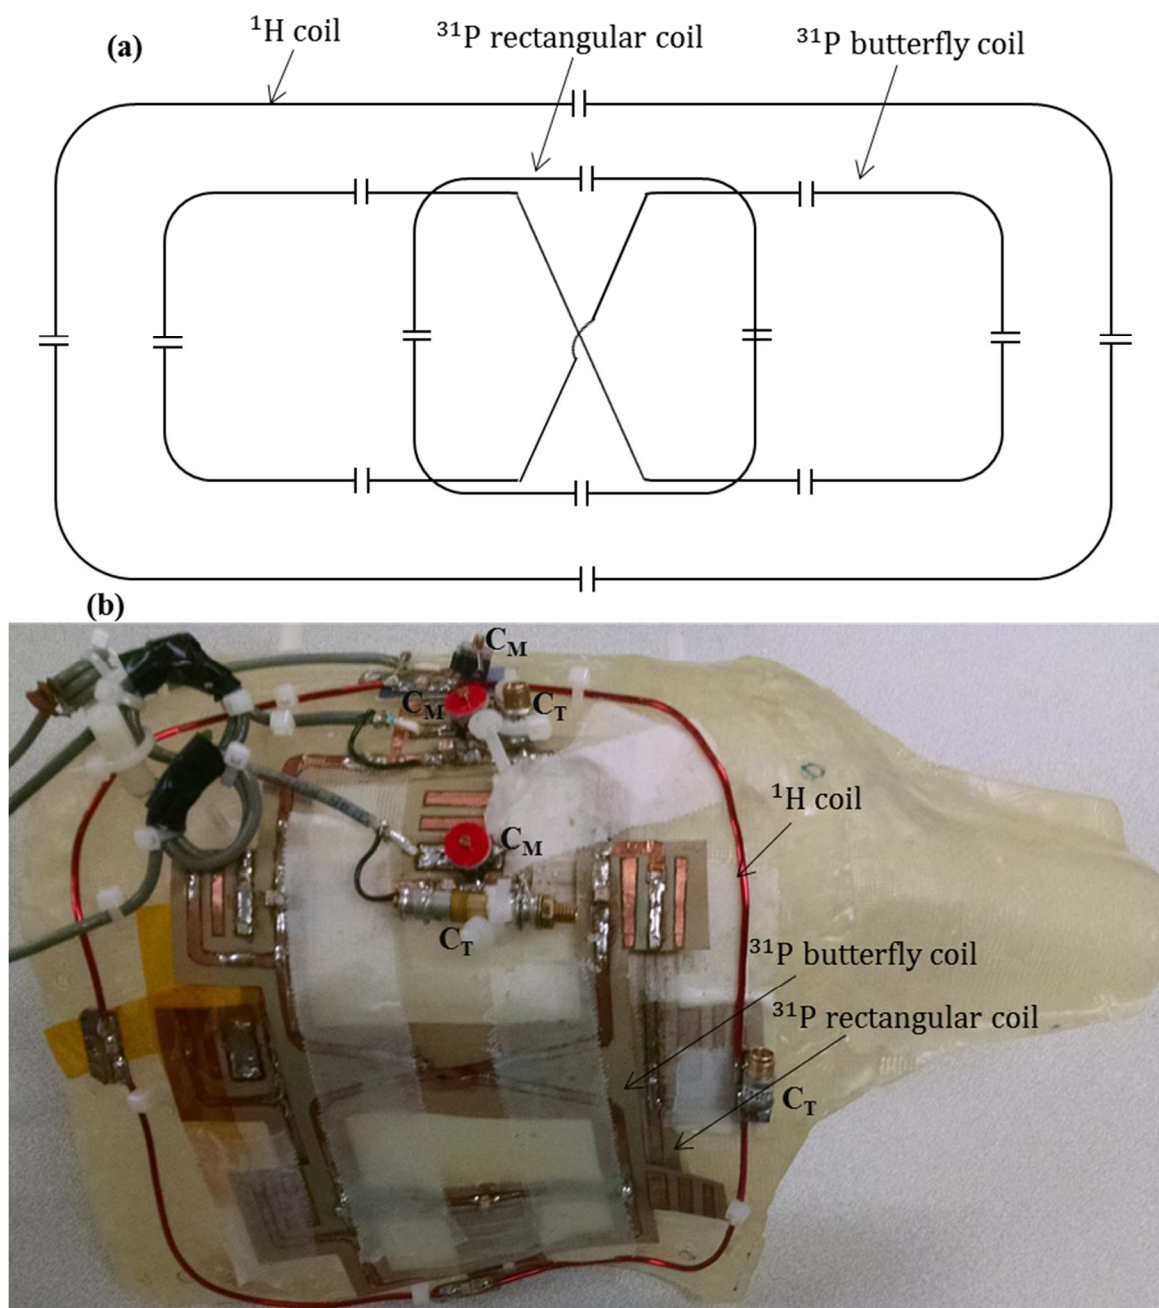 (a)
¹H coil
³¹P rectangular coil
³¹P butterfly coil
(b)
C_M
C_M
C_T
¹H coil
C_M
C_T
³¹P butterfly coil
³¹P rectangular coil
C_T